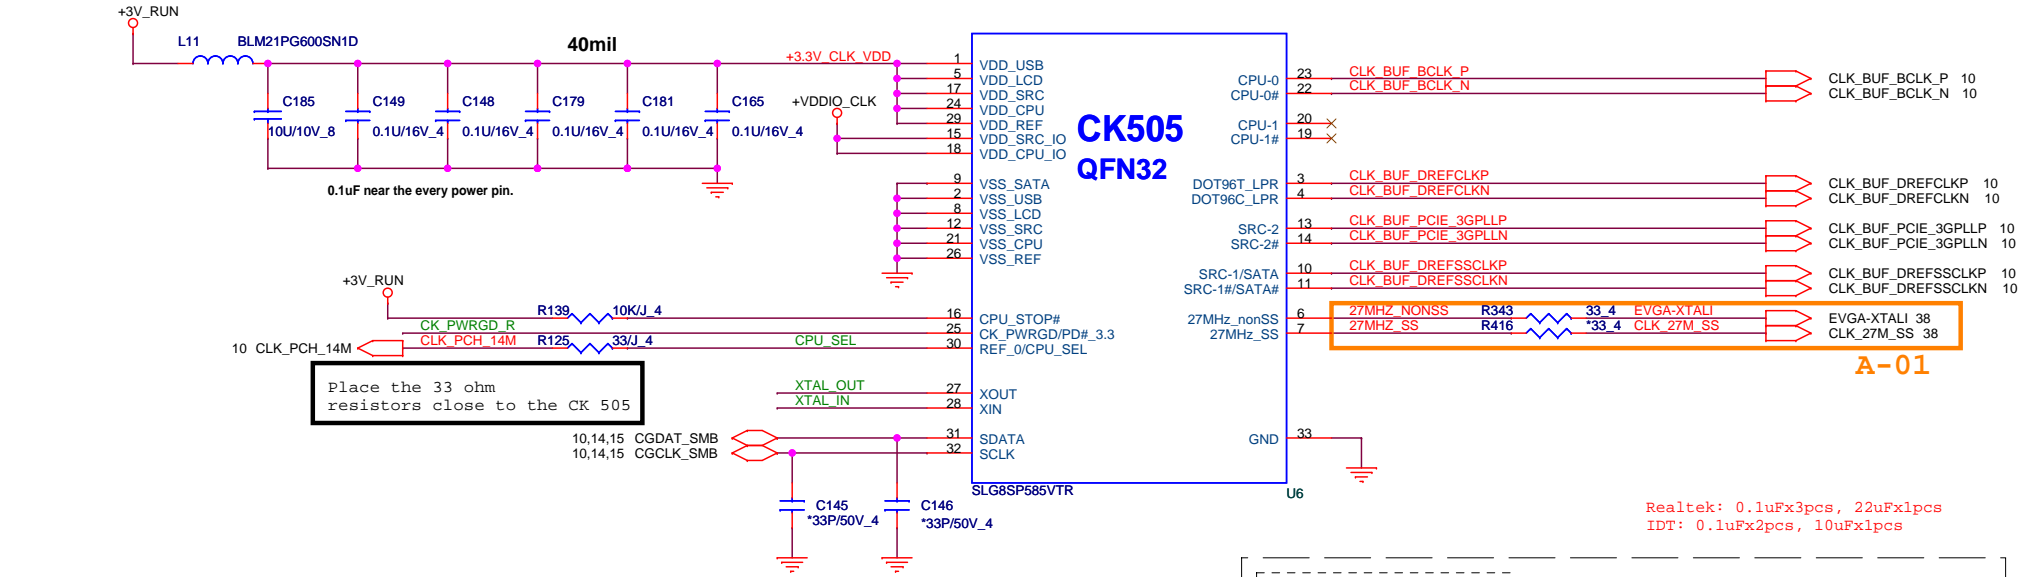 +3V_RUN
L11 BLM21PG600SN1D
40mil
+3.3V_CLK_VDD
C185
10U/10V_8
C149
0.1U/16V_4
C148
0.1U/16V_4
C179
0.1U/16V_4
C181
0.1U/16V_4
C165
0.1U/16V_4
0.1uF near the every power pin.
+VDDIO_CLK
1 VDD_USB
5 VDD_LCD
17 VDD_SRC
24 VDD_CPU
29 VDD_REF
15 VDD_SRC_IO
18 VDD_CPU_IO
9 VSS_SATA
2 VSS_USB
8 VSS_LCD
12 VSS_SRC
21 VSS_CPU
26 VSS_REF
CK505
QFN32
+3V_RUN
R139 10K/J_4
16 CPU_STOP#
CK_PWRGD_R
25 CK_PWRGD/PD#_3.3
10 CLK_PCH_14M
CLK_PCH_14M
R125 33/J_4
CPU_SEL
30 REF_0/CPU_SEL
Place the 33 ohm
resistors close to the CK 505
XTAL_OUT 27 XOUT
XTAL_IN 28 XIN
10,14,15 CGDAT_SMB 31 SDATA
10,14,15 CGCLK_SMB 32 SCLK
C145
*33P/50V_4
C146
*33P/50V_4
SLG8SP585VTR
U6
CPU-0 23 CLK_BUF_BCLK_P CLK_BUF_BCLK_P 10
CPU-0# 22 CLK_BUF_BCLK_N CLK_BUF_BCLK_N 10
CPU-1 20
CPU-1# 19
DOT96T_LPR 3 CLK_BUF_DREFCLKP CLK_BUF_DREFCLKP 10
DOT96C_LPR 4 CLK_BUF_DREFCLKN CLK_BUF_DREFCLKN 10
SRC-2 13 CLK_BUF_PCIE_3GPLLP CLK_BUF_PCIE_3GPLLP 10
SRC-2# 14 CLK_BUF_PCIE_3GPLLN CLK_BUF_PCIE_3GPLLN 10
SRC-1/SATA 10 CLK_BUF_DREFSSCLKP CLK_BUF_DREFSSCLKP 10
SRC-1#/SATA# 11 CLK_BUF_DREFSSCLKN CLK_BUF_DREFSSCLKN 10
27MHz_nonSS 6 27MHZ_NONSS R343 33_4 EVGA-XTALI EVGA-XTALI 38
27MHz_SS 7 27MHZ_SS R416 *33_4 CLK_27M_SS CLK_27M_SS 38
A-01
GND 33
Realtek: 0.1uFx3pcs, 22uFx1pcs
IDT: 0.1uFx2pcs, 10uFx1pcs